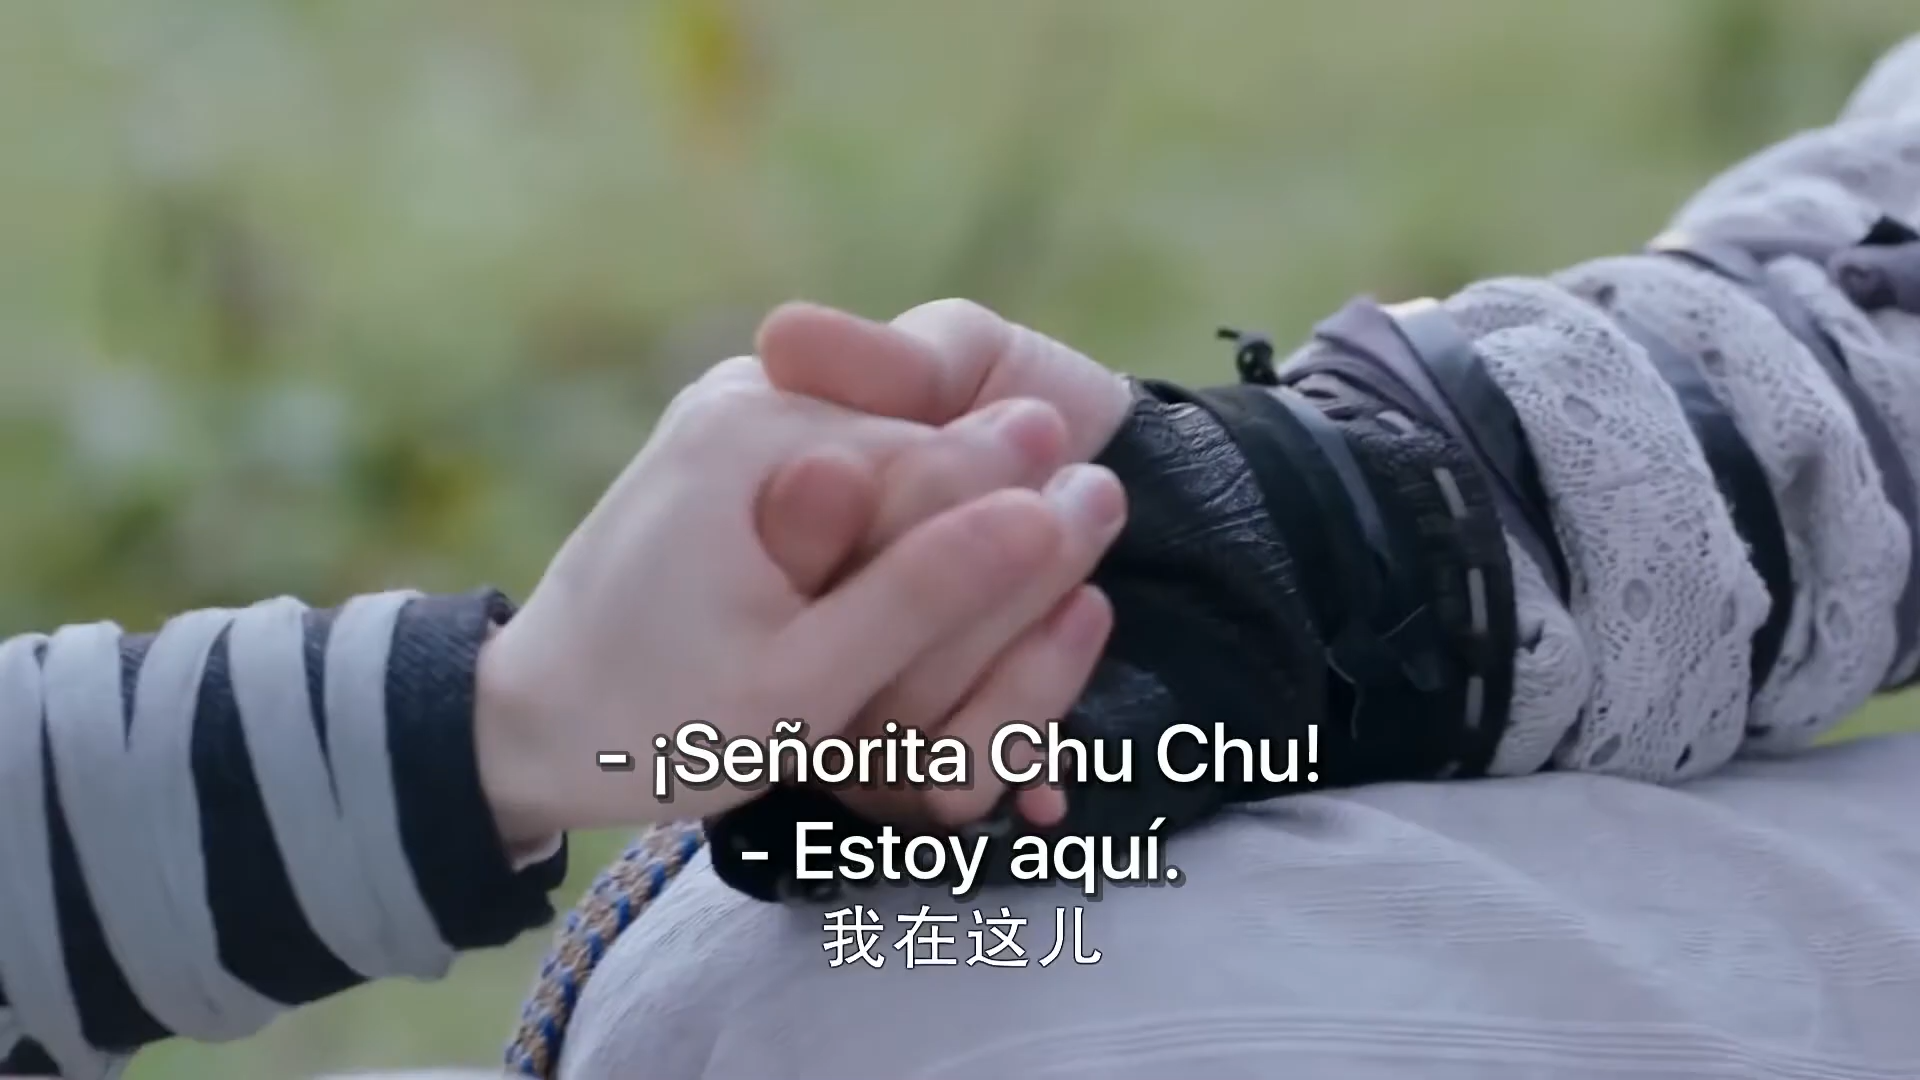 - ¡Señorita Chu Chu!
- Estoy aquí.
我在这儿